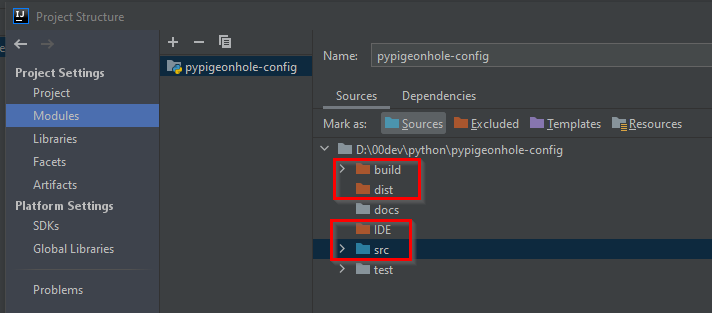 IJ Project Structure
Project Settings
Project
Modules
Libraries
Facets
Artifacts
Platform Settings
SDKs
Global Libraries
Problems
pypigeonhole-config
Name: pypigeonhole-config
Sources Dependencies
Mark as: Sources Excluded Templates Resources
D:\00dev\python\pypigeonhole-config
build
dist
docs
IDE
src
test